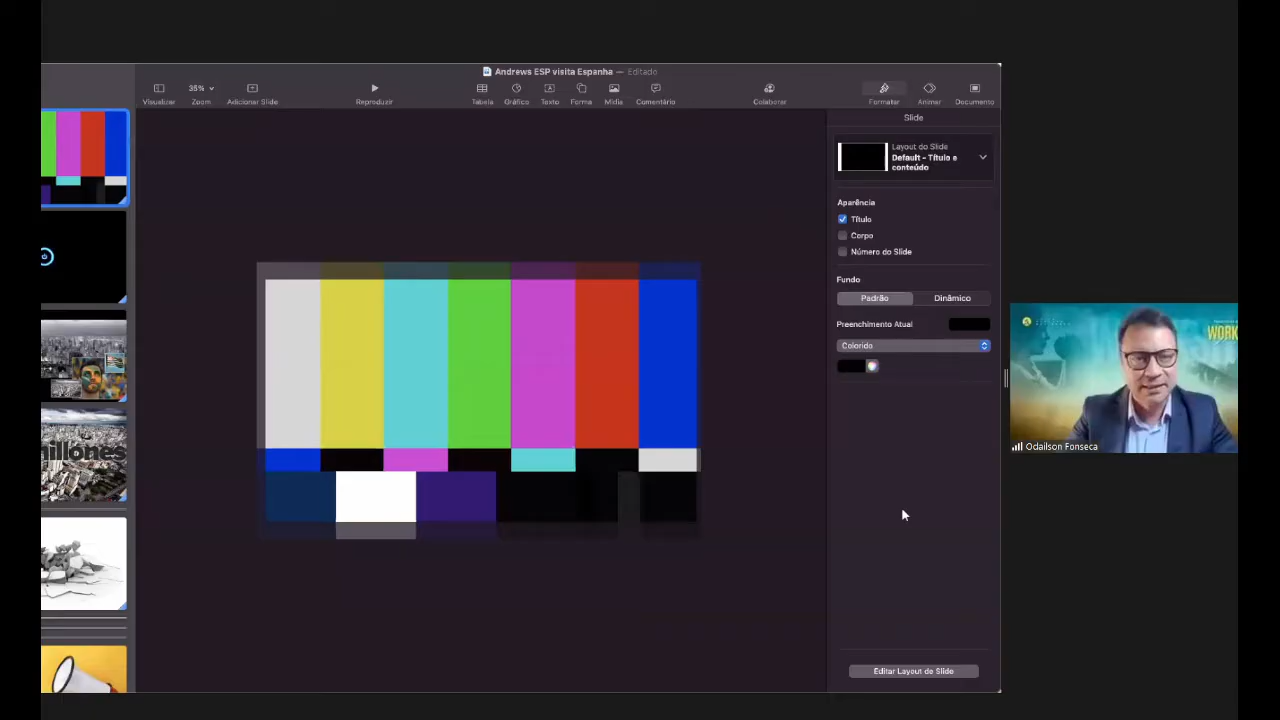 Andrews ESP visita Espanha — Editado
35%
Visualizar
Zoom
Adicionar Slide
Reproduzir
Tabela
Gráfico
Texto
Forma
Mídia
Comentário
Colaborar
Formatar
Animar
Documento
Slide
Layout do Slide
Default - Título e
conteúdo
Aparência
Título
Corpo
Número do Slide
Fundo
Padrão
Dinâmico
Preenchimento Atual
Colorido
Editar Layout de Slide
illones
WORK
Odailson Fonseca